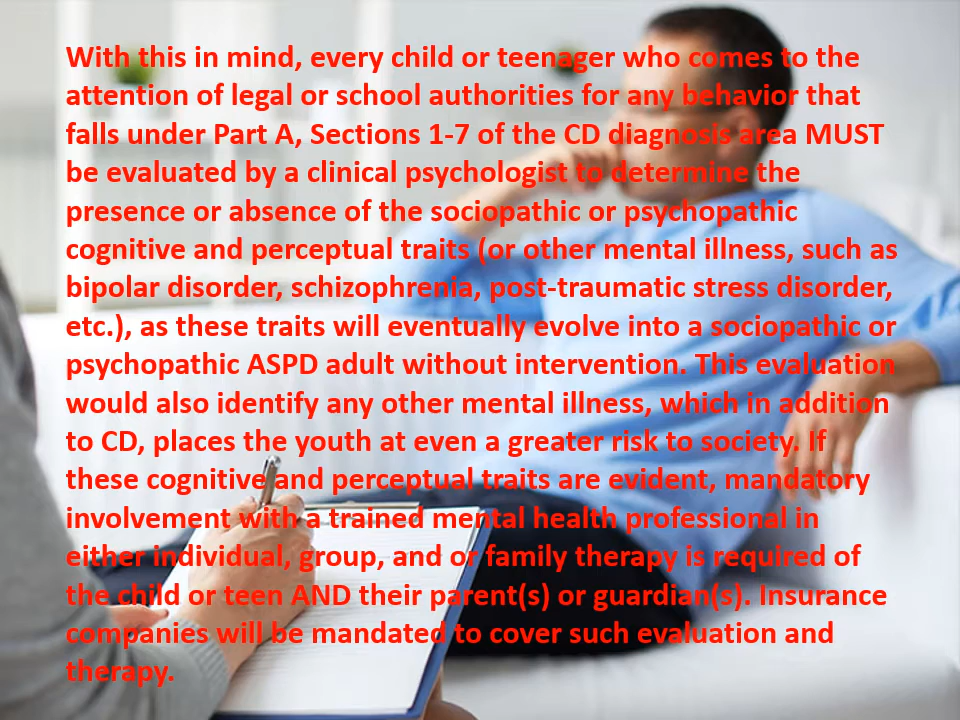 With this in mind, every child or teenager who comes to the
attention of legal or school authorities for any behavior that
falls under Part A, Sections 1-7 of the CD diagnosis area MUST
be evaluated by a clinical psychologist to determine the
presence or absence of the sociopathic or psychopathic
cognitive and perceptual traits (or other mental illness, such as
bipolar disorder, schizophrenia, post-traumatic stress disorder,
etc.), as these traits will eventually evolve into a sociopathic or
psychopathic ASPD adult without intervention. This evaluation
would also identify any other mental illness, which in addition
to CD, places the youth at even a greater risk to society. If
these cognitive and perceptual traits are evident, mandatory
involvement with a trained mental health professional in
either individual, group, and or family therapy is required of
the child or teen AND their parent(s) or guardian(s). Insurance
companies will be mandated to cover such evaluation and
therapy.